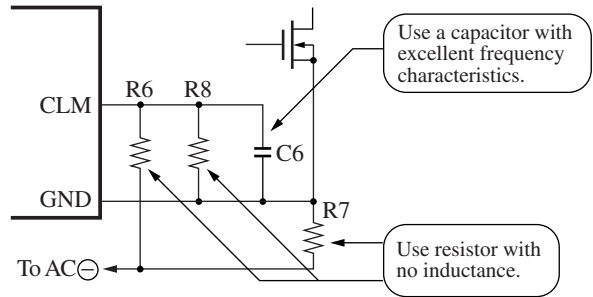 Use a capacitor with
excellent frequency
characteristics.
R6
R8
CLM
C6
GND
R7
To AC⊖
Use resistor with
no inductance.